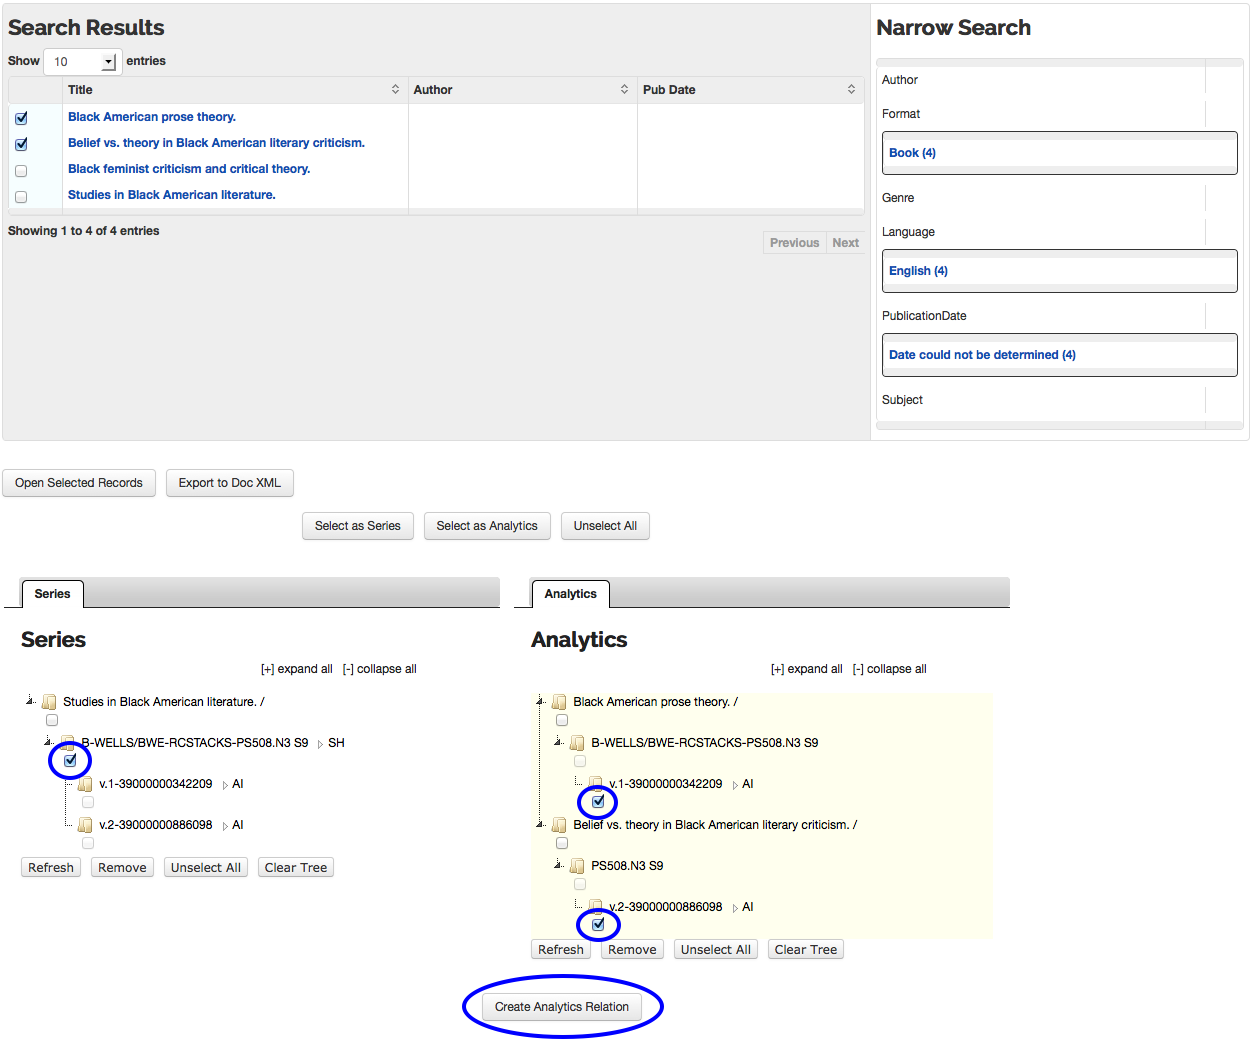 Search Results
Show 10 entries
Title Author Pub Date
Black American prose theory.
Belief vs. theory in Black American literary criticism.
Black feminist criticism and critical theory.
Studies in Black American literature.
Showing 1 to 4 of 4 entries
Previous Next
Narrow Search
Author
Format
Book (4)
Genre
Language
English (4)
PublicationDate
Date could not be determined (4)
Subject
Open Selected Records Export to Doc XML
Select as Series Select as Analytics Unselect All
Series
Series
[+] expand all [-] collapse all
Studies in Black American literature. /
B-WELLS/BWE-RCSTACKS-PS508.N3 S9 SH
v.1-39000000342209 AI
v.2-39000000886098 AI
Refresh Remove Unselect All Clear Tree
Analytics
Analytics
[+] expand all [-] collapse all
Black American prose theory. /
B-WELLS/BWE-RCSTACKS-PS508.N3 S9
v.1-39000000342209 AI
Belief vs. theory in Black American literary criticism. /
PS508.N3 S9
v.2-39000000886098 AI
Refresh Remove Unselect All Clear Tree
Create Analytics Relation